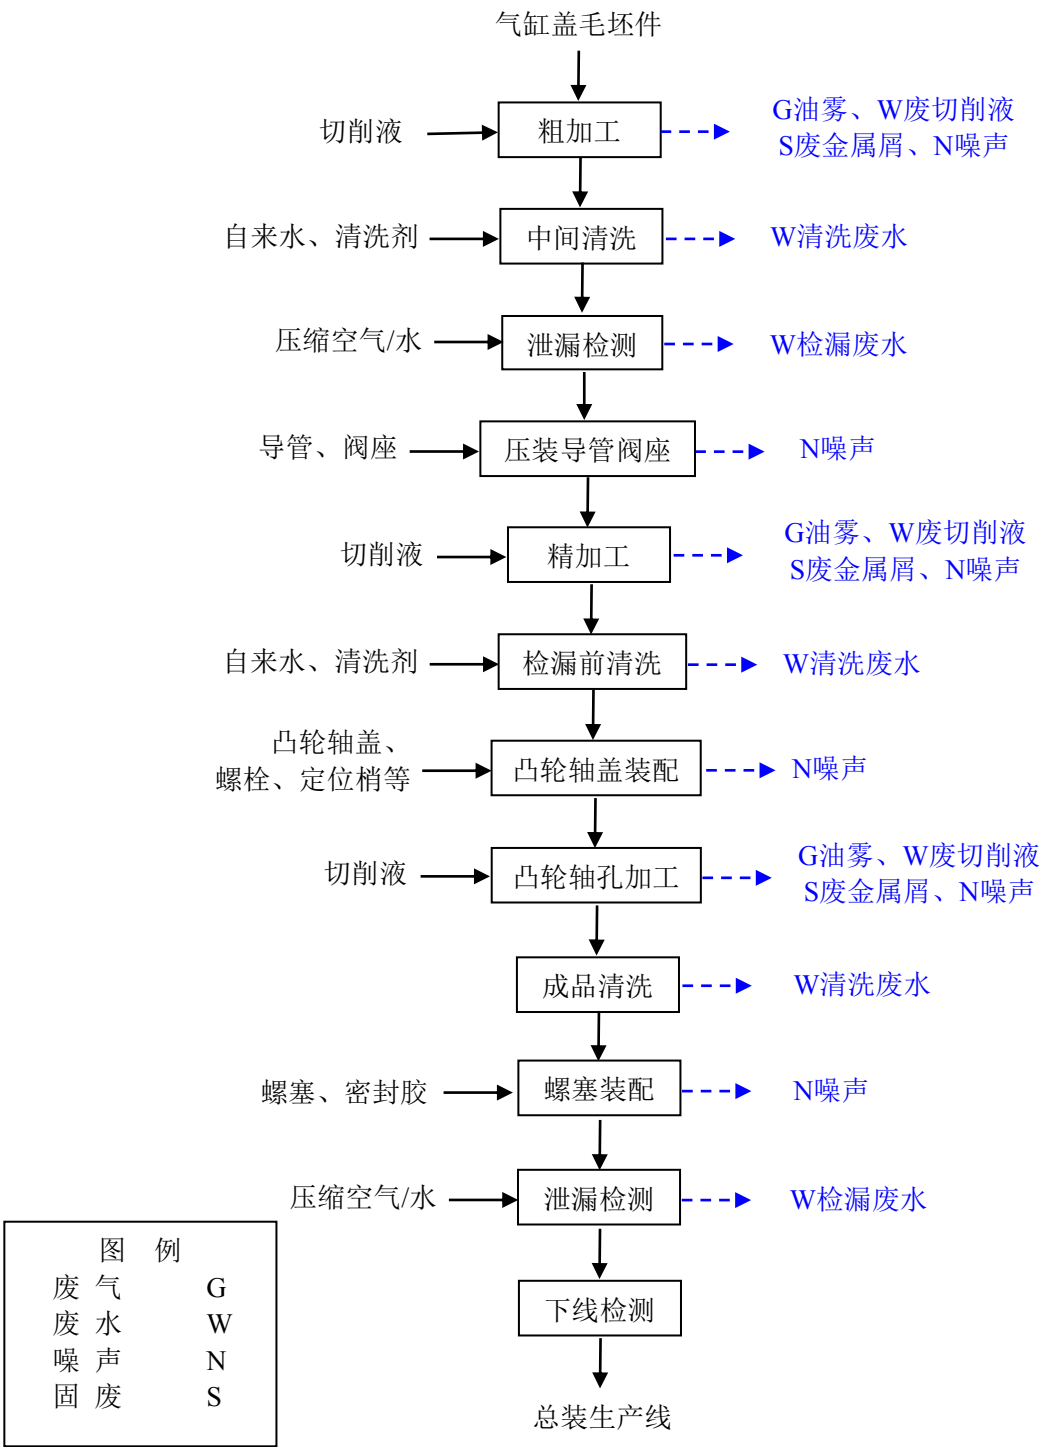 气缸盖毛坯件
切削液
粗加工
G油雾、W废切削液
S废金属屑、N噪声
自来水、清洗剂
中间清洗
W清洗废水
压缩空气/水
泄漏检测
W检漏废水
导管、阀座
压装导管阀座
N噪声
切削液
精加工
G油雾、W废切削液
S废金属屑、N噪声
自来水、清洗剂
检漏前清洗
W清洗废水
凸轮轴盖、
螺栓、定位梢等
凸轮轴盖装配
N噪声
切削液
凸轮轴孔加工
G油雾、W废切削液
S废金属屑、N噪声
成品清洗
W清洗废水
螺塞、密封胶
螺塞装配
N噪声
压缩空气/水
泄漏检测
W检漏废水
下线检测
总装生产线
图 例
废气 G
废水 W
噪声 N
固废 S